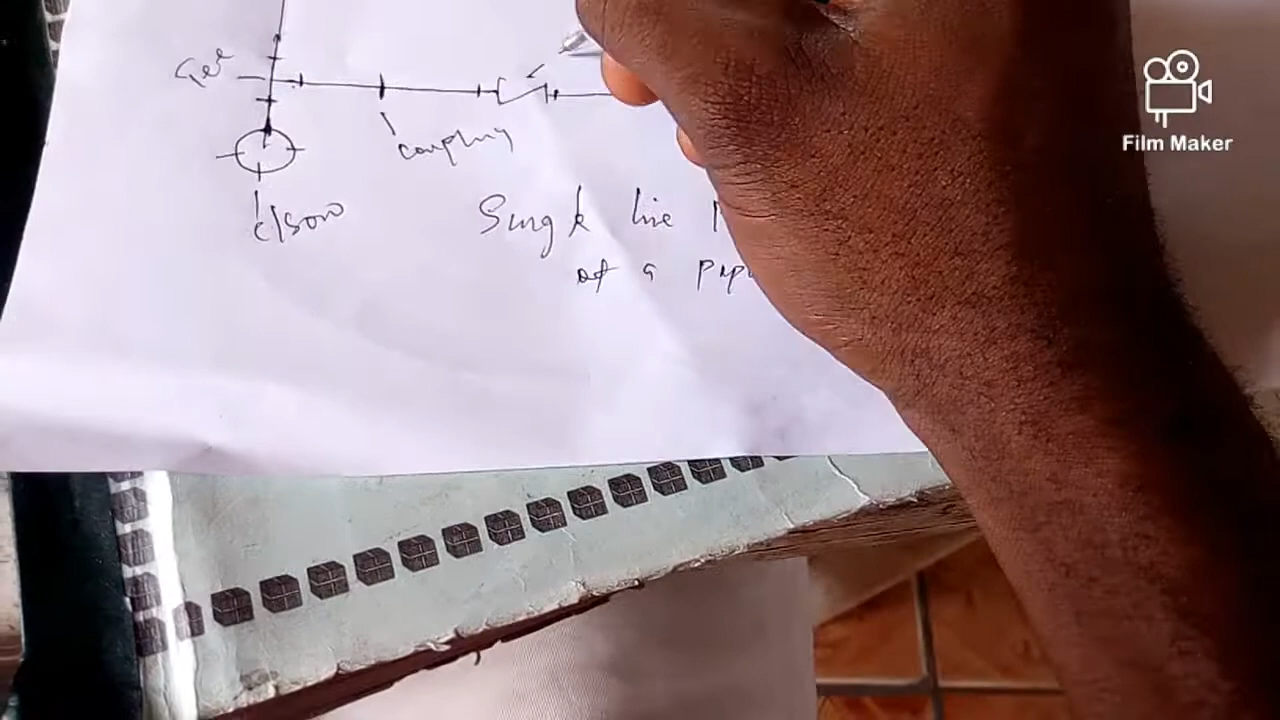 Film Maker
Tee
coupling
Elbow
Single line
of a